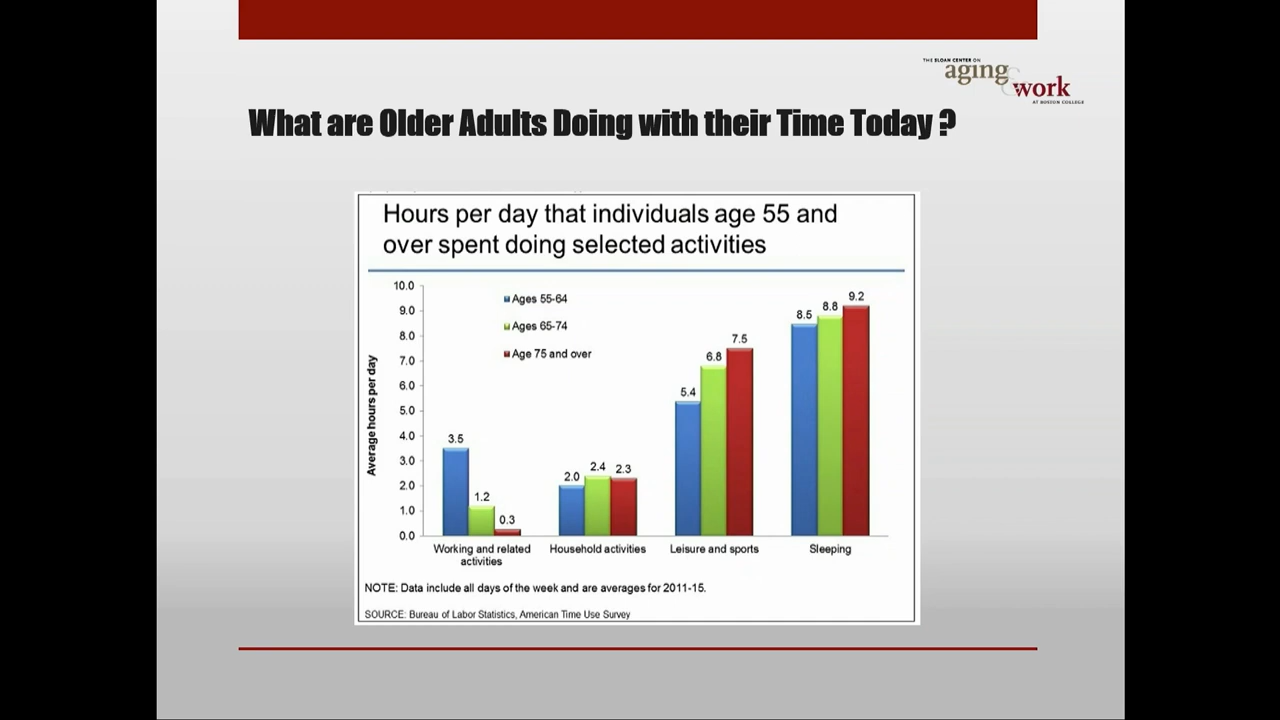 THE SLOAN CENTER ON
aging
&
work
AT BOSTON COLLEGE
What are Older Adults Doing with their Time Today ?
Hours per day that individuals age 55 and
over spent doing selected activities
Average hours per day
10.0
9.0
8.0
7.0
6.0
5.0
4.0
3.0
2.0
1.0
0.0
Ages 55-64
Ages 65-74
Age 75 and over
3.5
1.2
0.3
2.0
2.4
2.3
5.4
6.8
7.5
8.5
8.8
9.2
Working and related
activities
Household activities
Leisure and sports
Sleeping
NOTE: Data include all days of the week and are averages for 2011-15.
SOURCE: Bureau of Labor Statistics, American Time Use Survey